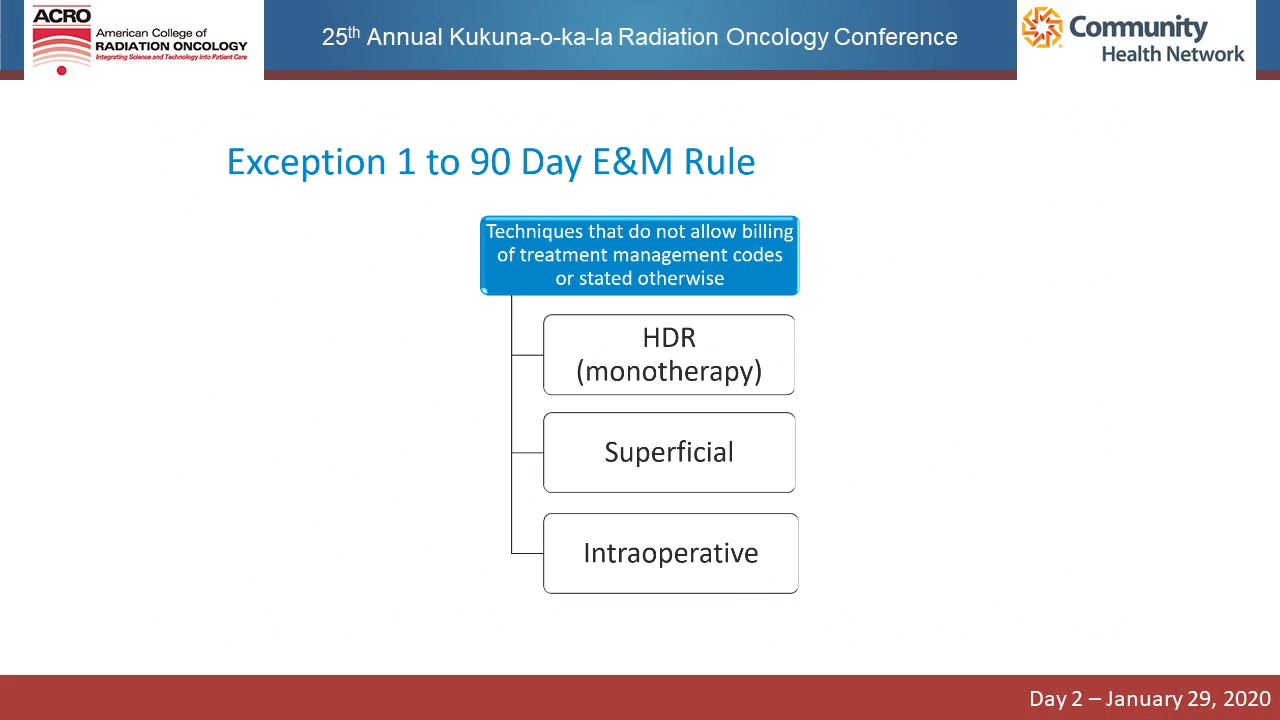 ACRO
American College of
RADIATION ONCOLOGY
Integrating Science and Technology Into Patient Care
25th Annual Kukuna-o-ka-la Radiation Oncology Conference
Community
Health Network
Exception 1 to 90 Day E&M Rule
Techniques that do not allow billing
of treatment management codes
or stated otherwise
HDR
(monotherapy)
Superficial
Intraoperative
Day 2 – January 29, 2020